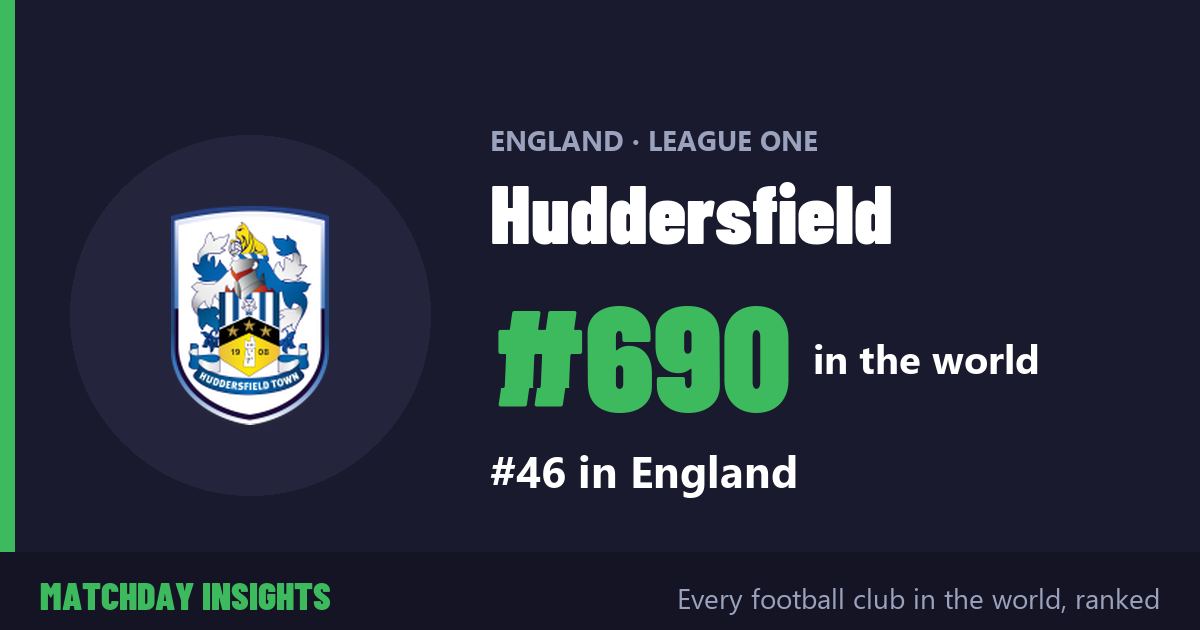 ENGLAND · LEAGUE ONE
Huddersfield
#690 in the world
#46 in England
19 08
HUDDERSFIELD TOWN
MATCHDAY INSIGHTS
Every football club in the world, ranked